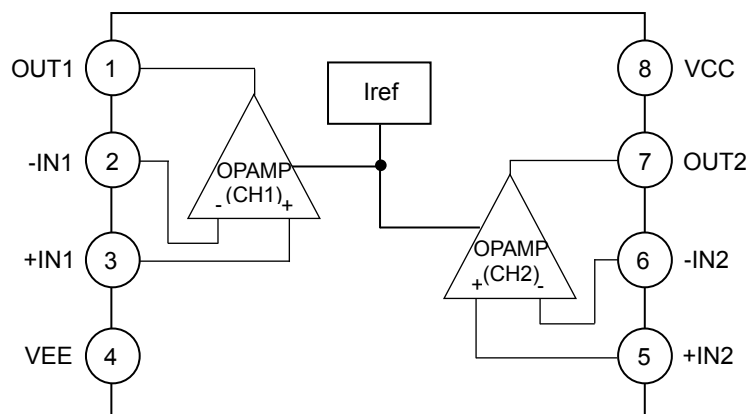 OUT1 1
-IN1 2
+IN1 3
VEE 4
Iref
OPAMP
(CH1)
- +
OPAMP
(CH2)
+ -
8 VCC
7 OUT2
6 -IN2
5 +IN2